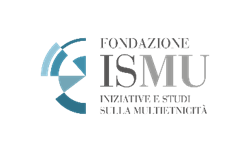 FONDAZIONE
ISMU
INIZIATIVE E STUDI
SULLA MULTIETNICITÀ